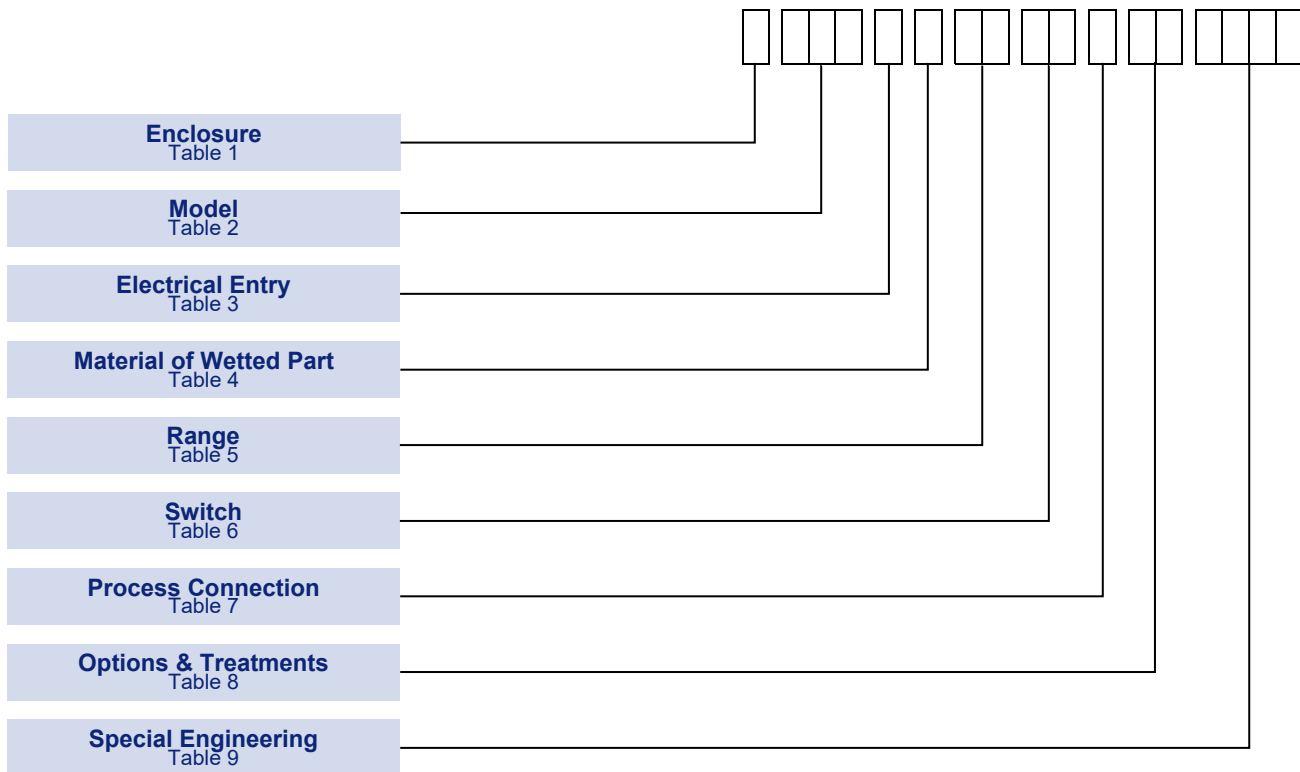 Enclosure
Table 1
Model
Table 2
Electrical Entry
Table 3
Material of Wetted Part
Table 4
Range
Table 5
Switch
Table 6
Process Connection
Table 7
Options & Treatments
Table 8
Special Engineering
Table 9